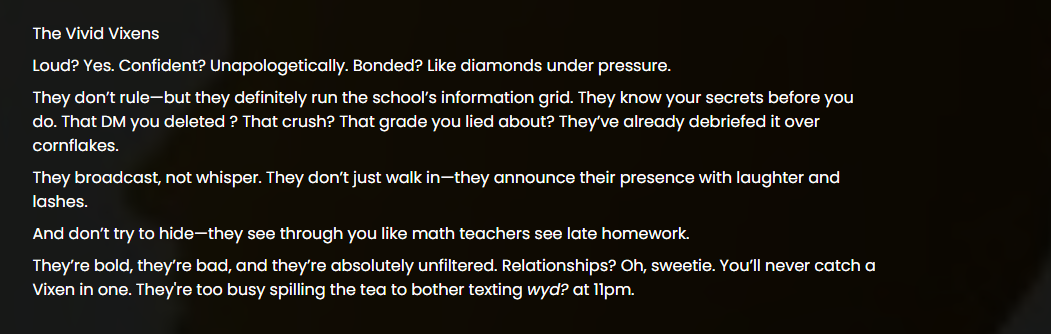 The Vivid Vixens
Loud? Yes. Confident? Unapologetically. Bonded? Like diamonds under pressure.
They don’t rule—but they definitely run the school’s information grid. They know your secrets before you
do. That DM you deleted ? That crush? That grade you lied about? They’ve already debriefed it over
cornflakes.
They broadcast, not whisper. They don’t just walk in—they announce their presence with laughter and
lashes.
And don’t try to hide—they see through you like math teachers see late homework.
They’re bold, they’re bad, and they’re absolutely unfiltered. Relationships? Oh, sweetie. You’ll never catch a
Vixen in one. They're too busy spilling the tea to bother texting wyd? at 11pm.